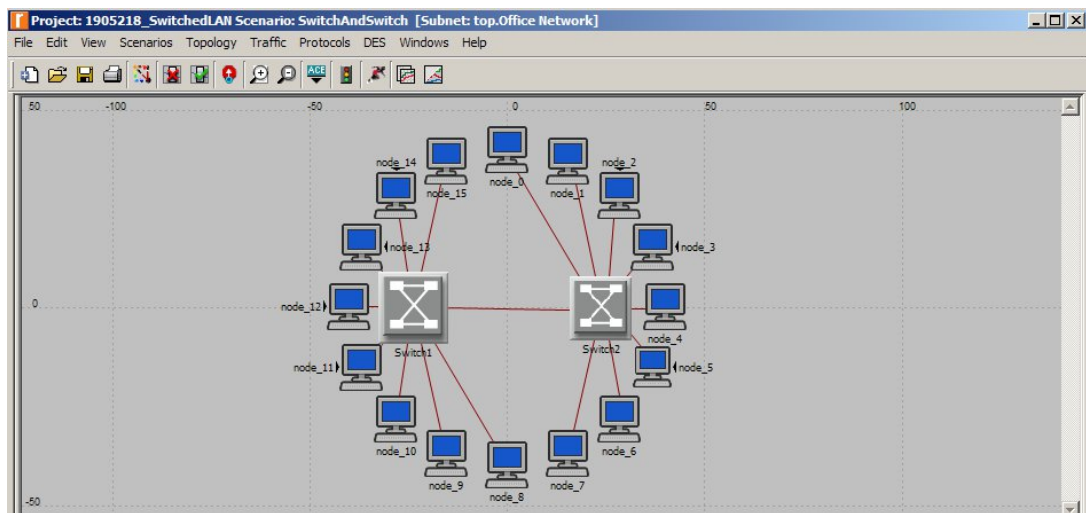 Project: 1905218_SwitchedLAN Scenario: SwitchAndSwitch [Subnet: top.Office Network]
File Edit View Scenarios Topology Traffic Protocols DES Windows Help
ACE
50 -100 -50 0 50 100
node_14 node_2
node_0
node_15 node_1
node_13 node_3
0
node_12
node_4
Switch1 Switch2
node_11 node_5
node_10 node_6
node_9 node_7
node_8
-50